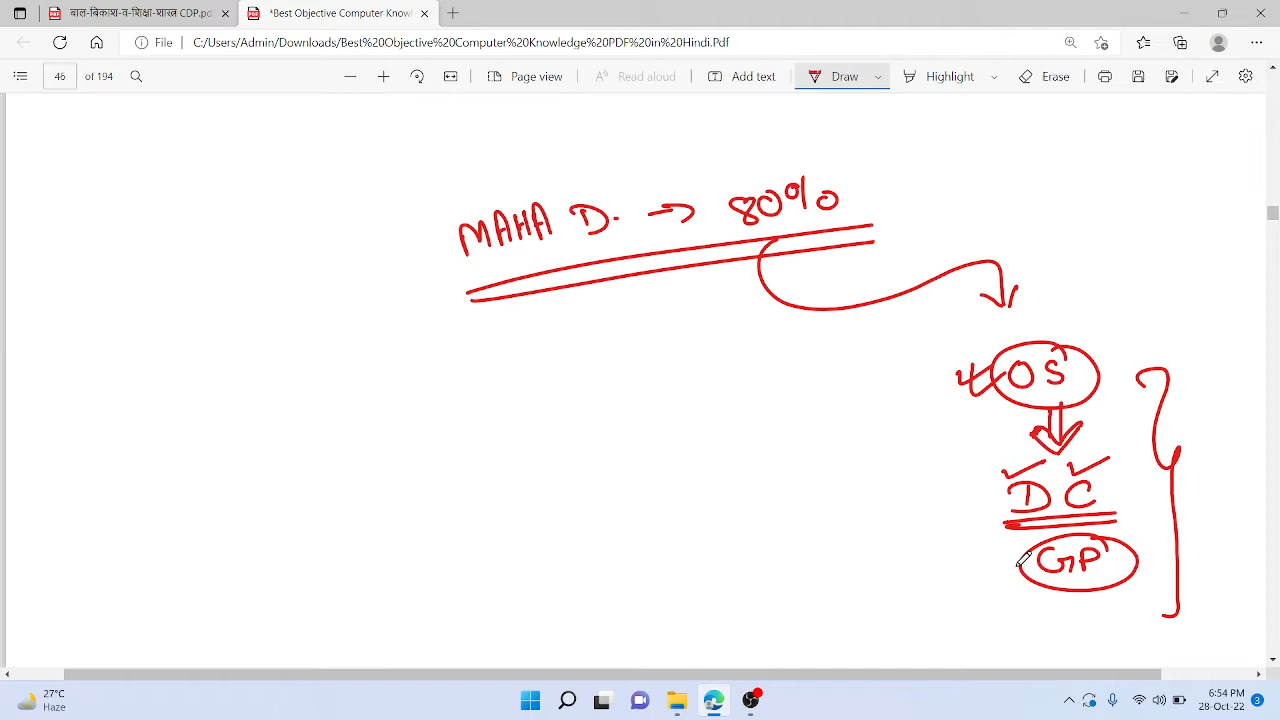 बाल-विकास-एवं-शिक्षा-शास्त्र CDP.pd
*Best Objective Computer Knowl
File C:/Users/Admin/Downloads/Best%20Objective%20Computer%20Knowledge%20PDF%20in%20Hindi.Pdf
46 of 194 Page view Read aloud Add text Draw Highlight Erase
MAHA D. → 80%
OS
DC
GP
27°C
Haze
6:54 PM
28-Oct-22
3